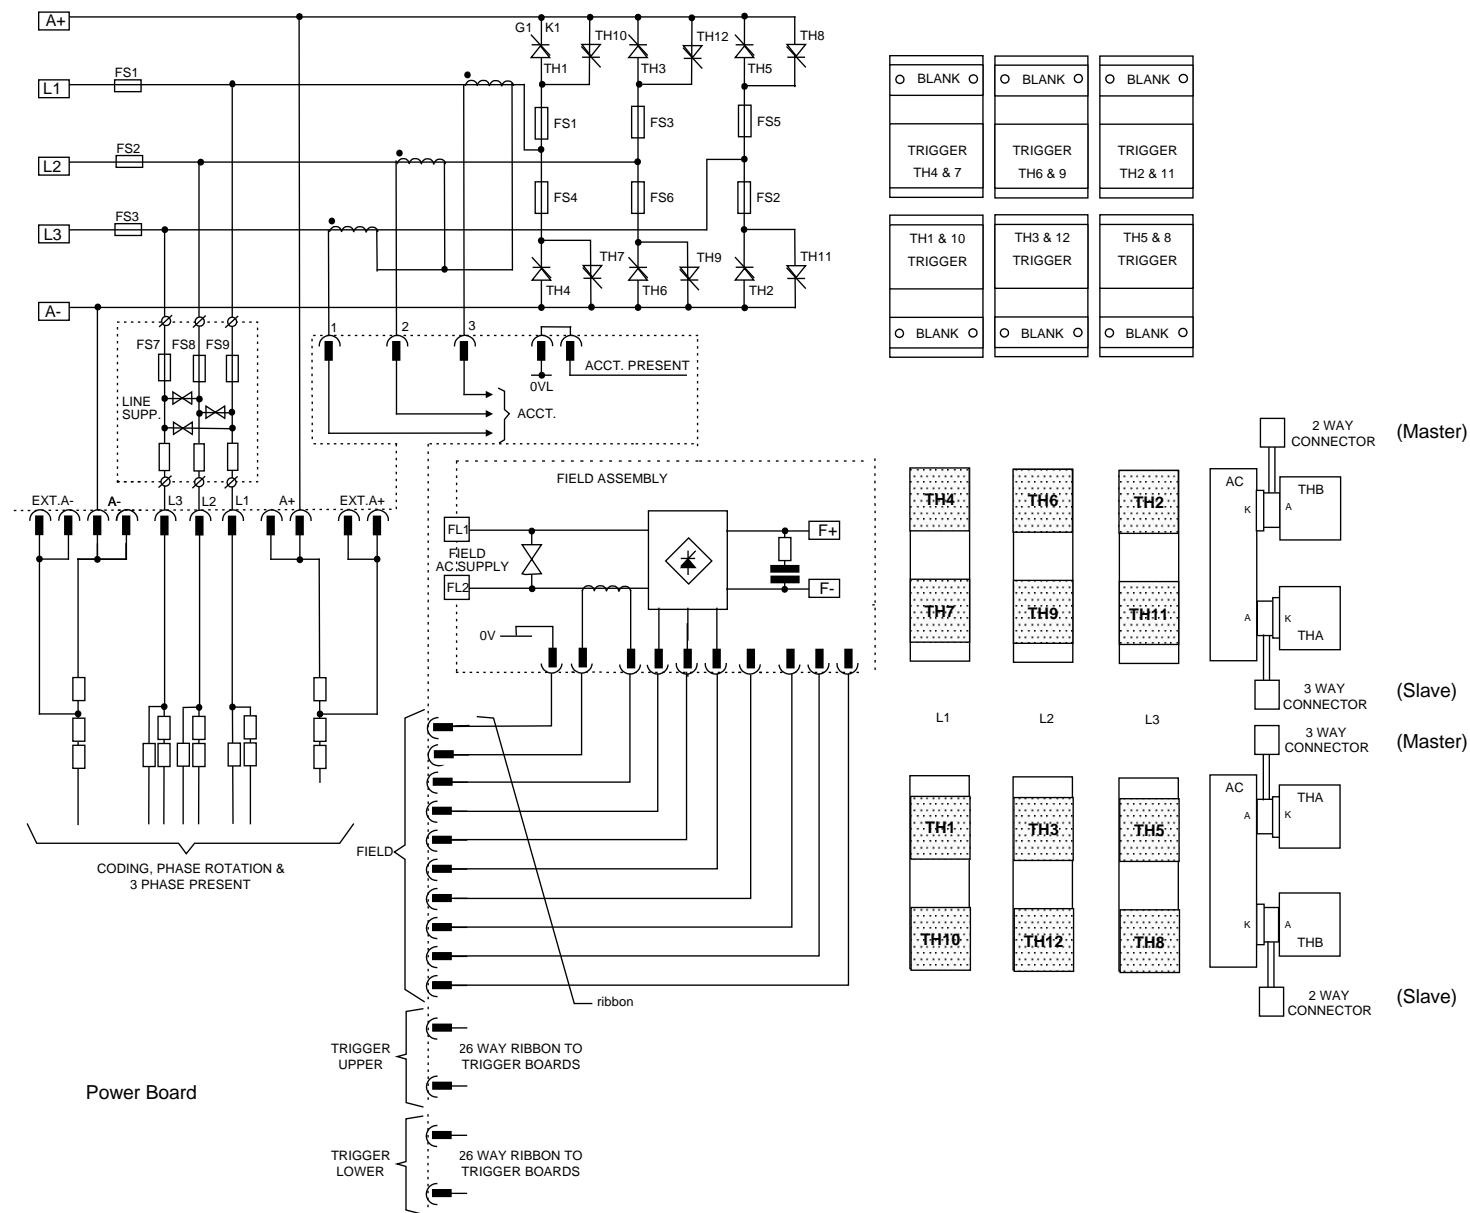 A+
G1 K1
TH10
TH12
TH8
TH1
TH3
TH5
L1
FS1
FS1
FS3
FS5
L2
FS2
FS4
FS6
FS2
L3
FS3
TH7
TH9
TH11
TH4
TH6
TH2
A-
BLANK
BLANK
BLANK
TRIGGER
TH4 & 7
TRIGGER
TH6 & 9
TRIGGER
TH2 & 11
TH1 & 10
TRIGGER
TH3 & 12
TRIGGER
TH5 & 8
TRIGGER
BLANK
BLANK
BLANK
FS7
FS8
FS9
LINE
SUPP.
1
2
3
0VL
ACCT. PRESENT
ACCT.
EXT.A-
A-
L3
L2
L1
A+
EXT.A+
CODING, PHASE ROTATION &
3 PHASE PRESENT
FIELD ASSEMBLY
FL1
FIELD
AC SUPPLY
FL2
F+
F-
0V
FIELD
ribbon
TRIGGER
UPPER
26 WAY RIBBON TO
TRIGGER BOARDS
Power Board
TRIGGER
LOWER
26 WAY RIBBON TO
TRIGGER BOARDS
TH4
TH6
TH2
TH7
TH9
TH11
L1
L2
L3
TH1
TH3
TH5
TH10
TH12
TH8
2 WAY
CONNECTOR
(Master)
AC
K
A
THB
A
K
THA
3 WAY
CONNECTOR
(Slave)
3 WAY
CONNECTOR
(Master)
AC
THA
A
K
K
A
THB
2 WAY
CONNECTOR
(Slave)